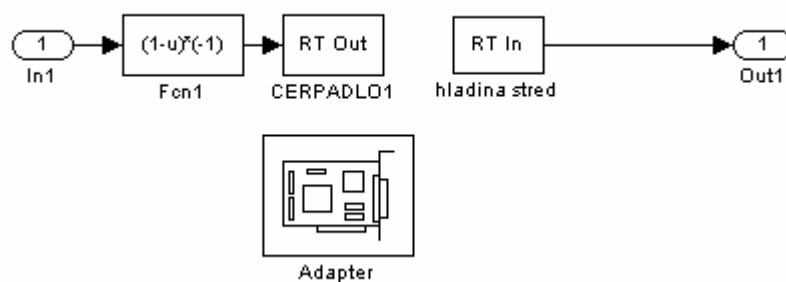 1
(1-u)*(-1)
RT Out
RT In
1
In1
Fcn1
CERPADLO1
hladina stred
Out1
Adapter